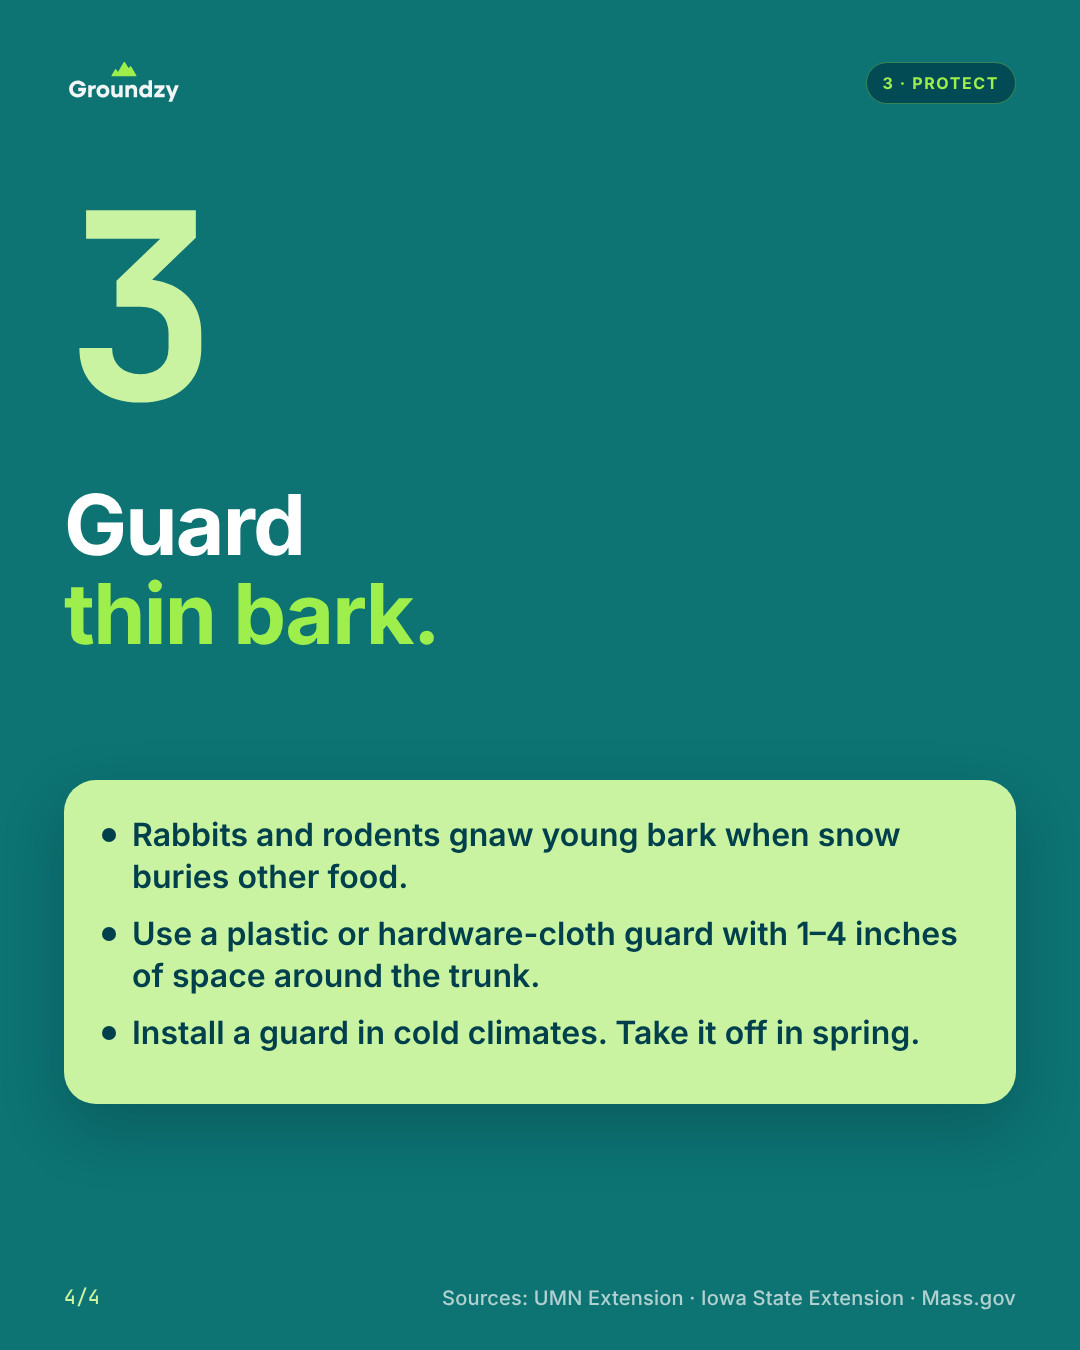 Groundzy
3 · PROTECT
3
Guard
thin bark.
• Rabbits and rodents gnaw young bark when snow
buries other food.
• Use a plastic or hardware-cloth guard with 1–4 inches
of space around the trunk.
• Install a guard in cold climates. Take it off in spring.
4/4
Sources: UMN Extension · Iowa State Extension · Mass.gov